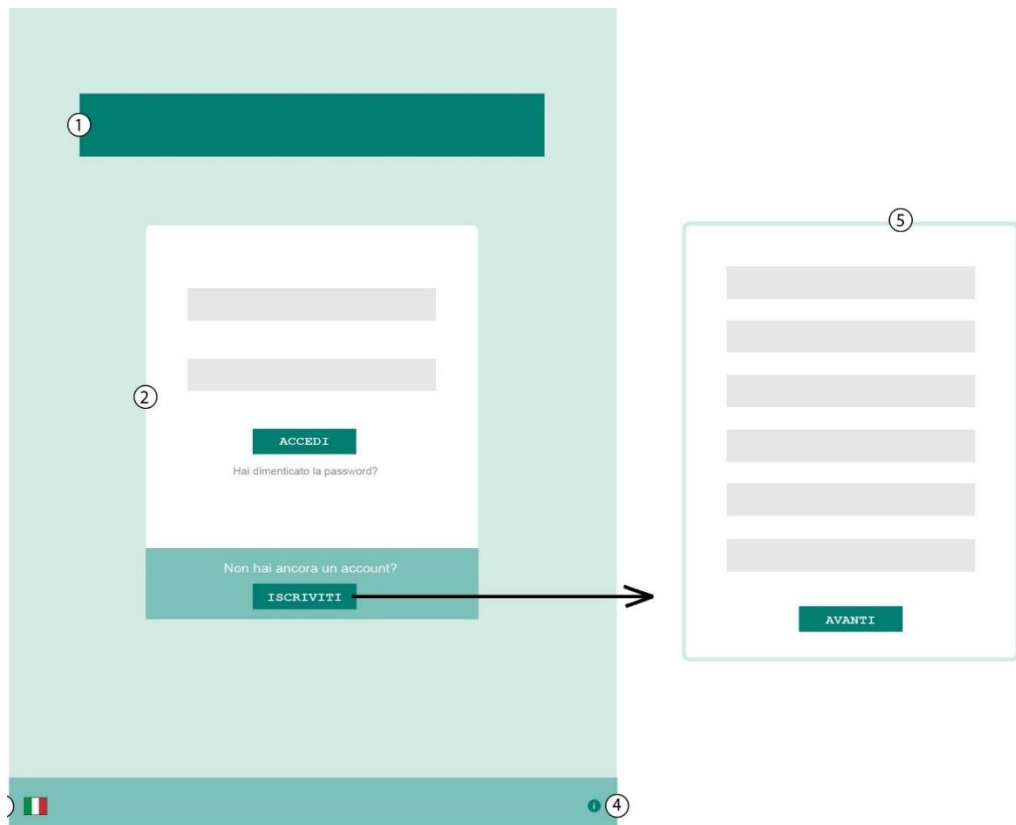 1
5
2
ACCEDI
Hai dimenticato la password?
Non hai ancora un account?
ISCRIVITI
AVANTI
i
4